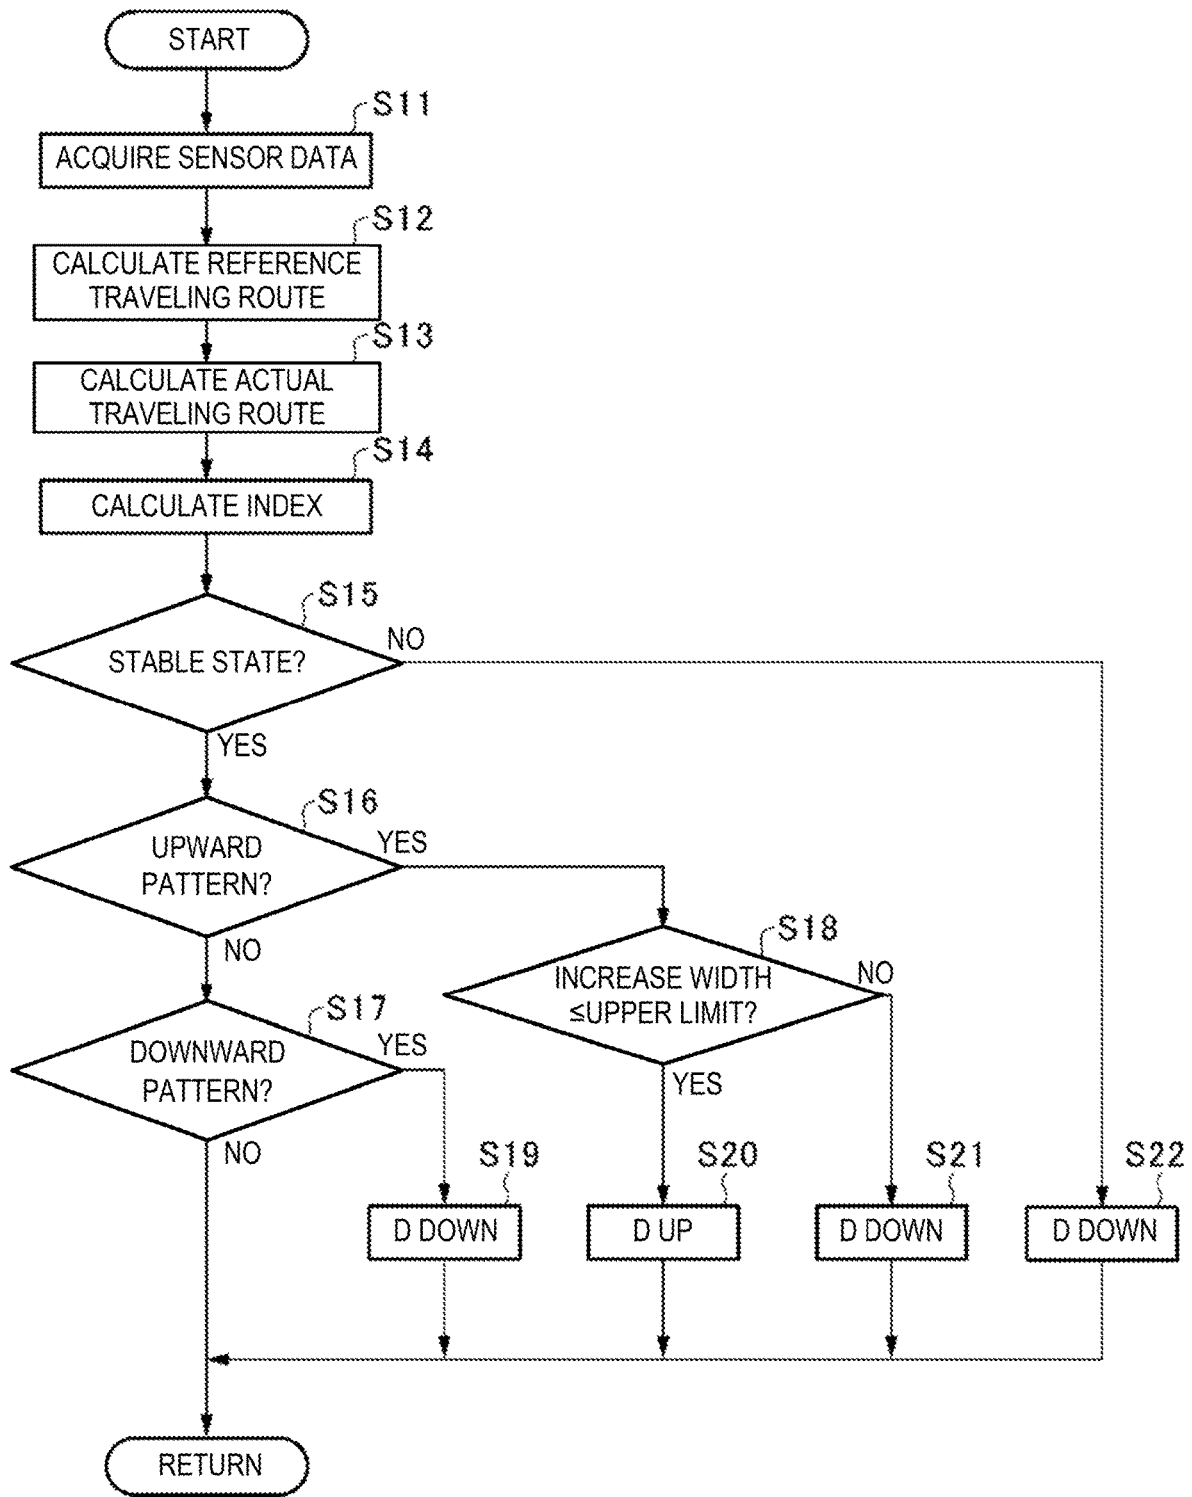 START
S11
ACQUIRE SENSOR DATA
S12
CALCULATE REFERENCE
TRAVELING ROUTE
S13
CALCULATE ACTUAL
TRAVELING ROUTE
S14
CALCULATE INDEX
S15
STABLE STATE?
NO
YES
S16
UPWARD
PATTERN?
YES
NO
S18
INCREASE WIDTH
≤UPPER LIMIT?
NO
YES
S17
DOWNWARD
PATTERN?
YES
NO
S19
D DOWN
S20
D UP
S21
D DOWN
S22
D DOWN
RETURN